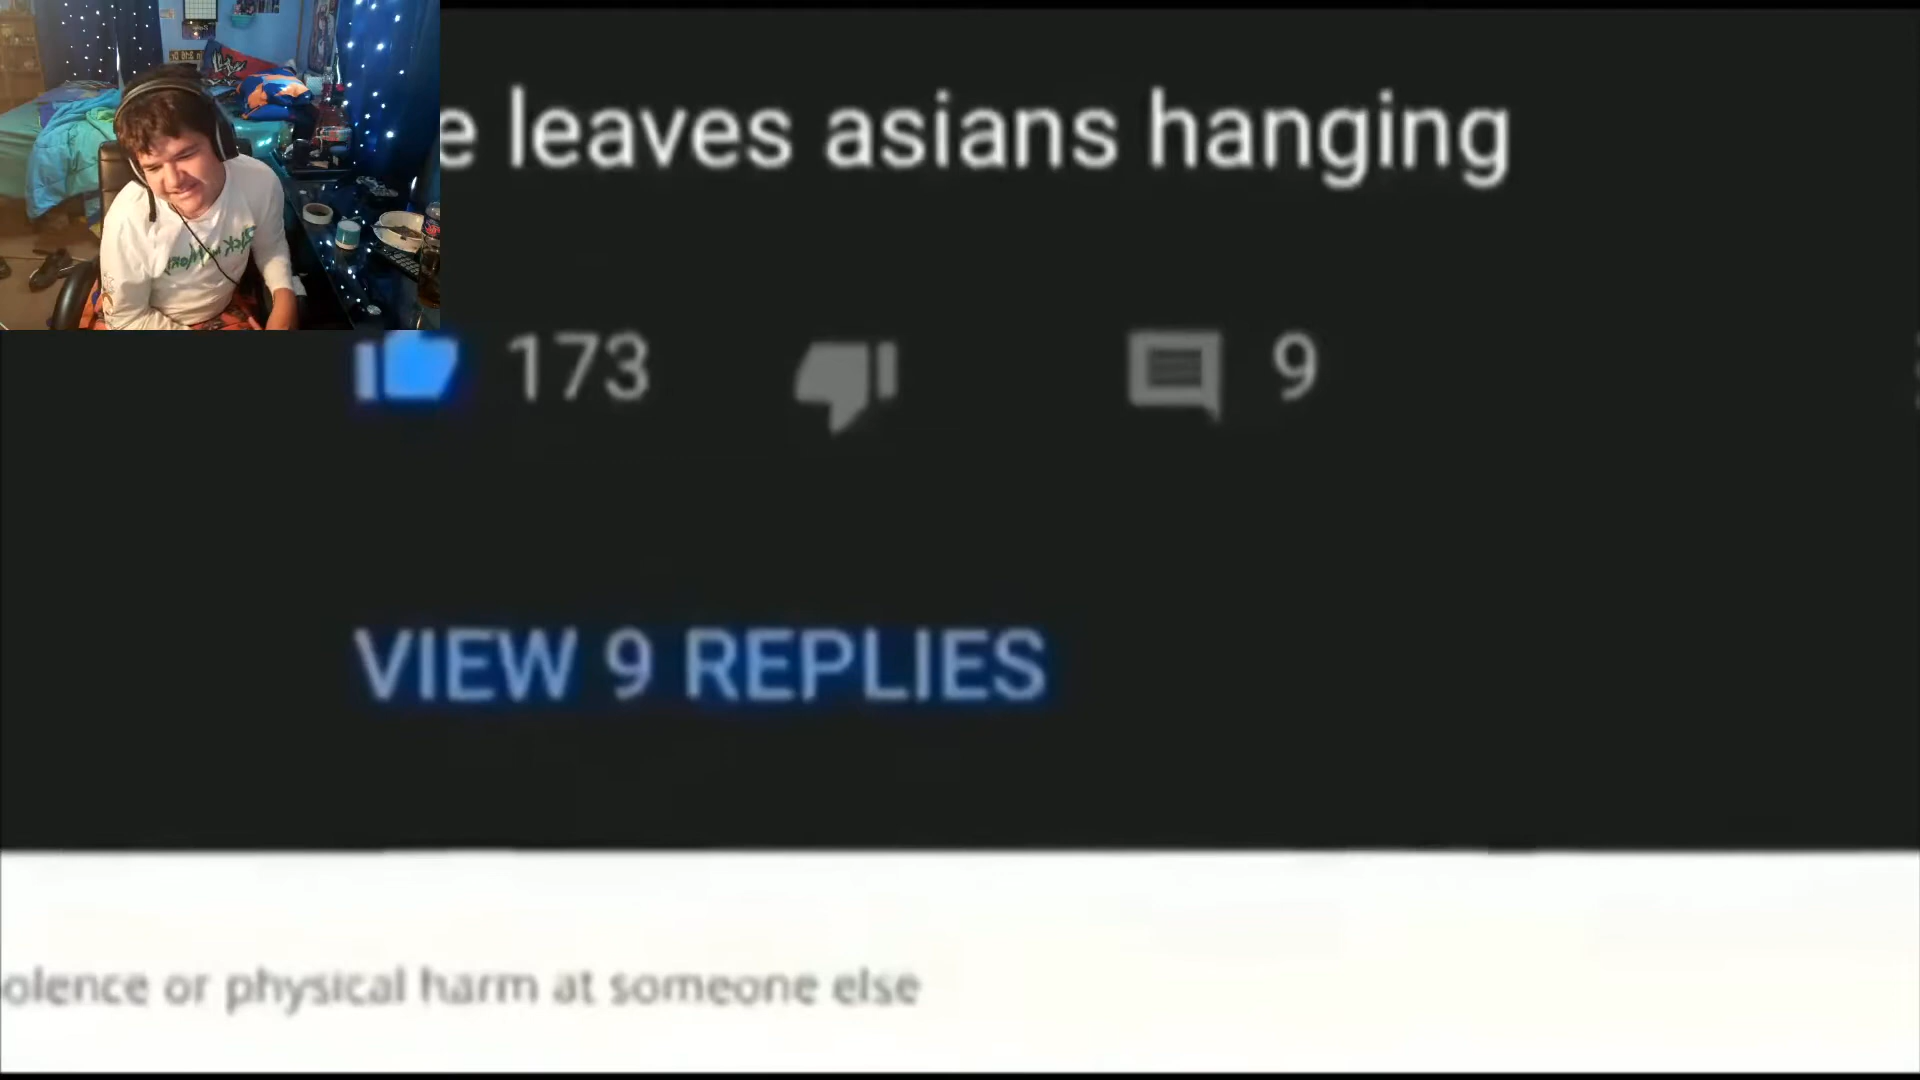 e leaves asians hanging
173
9
VIEW 9 REPLIES
olence or physical harm at someone else